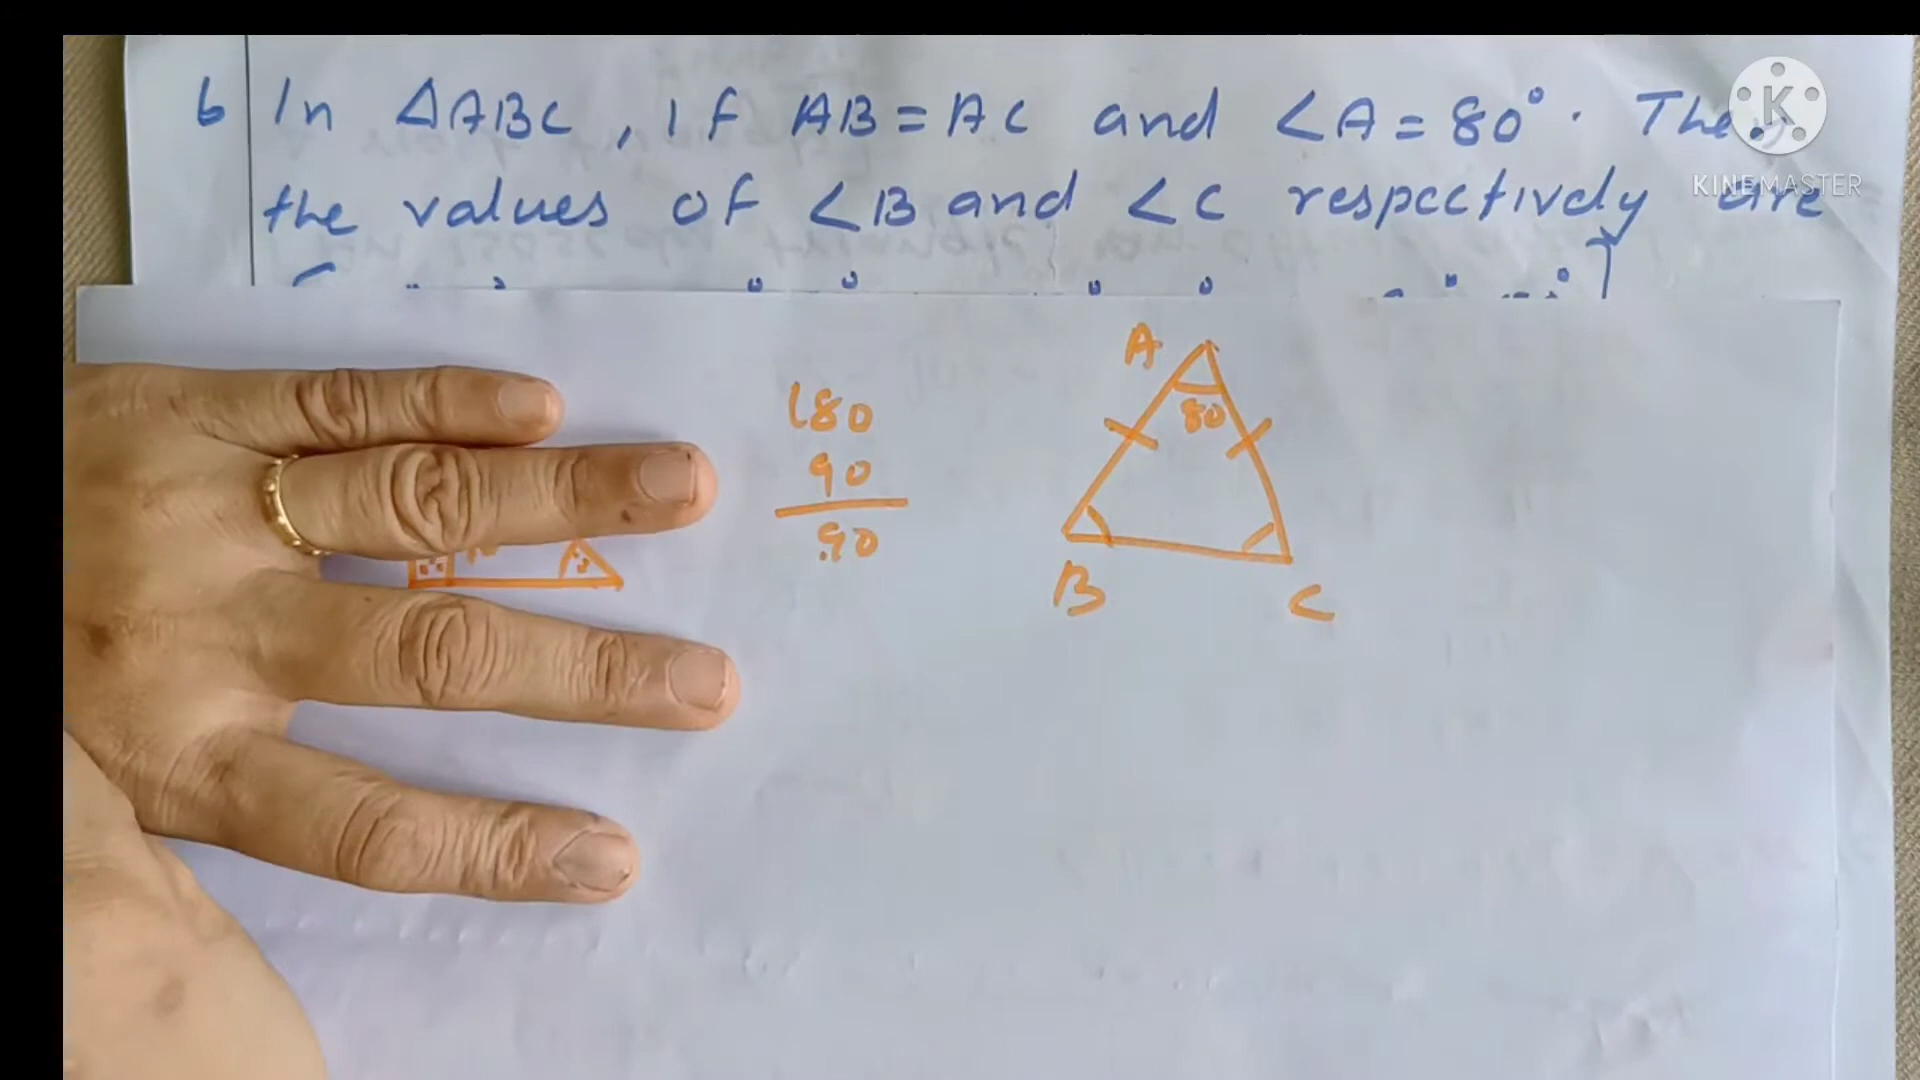 6 In △ABC, if AB = AC and ∠A = 80°. Then
the values of ∠B and ∠C respectively are
K
KINEMASTER
180
90
90
A
80
B
C